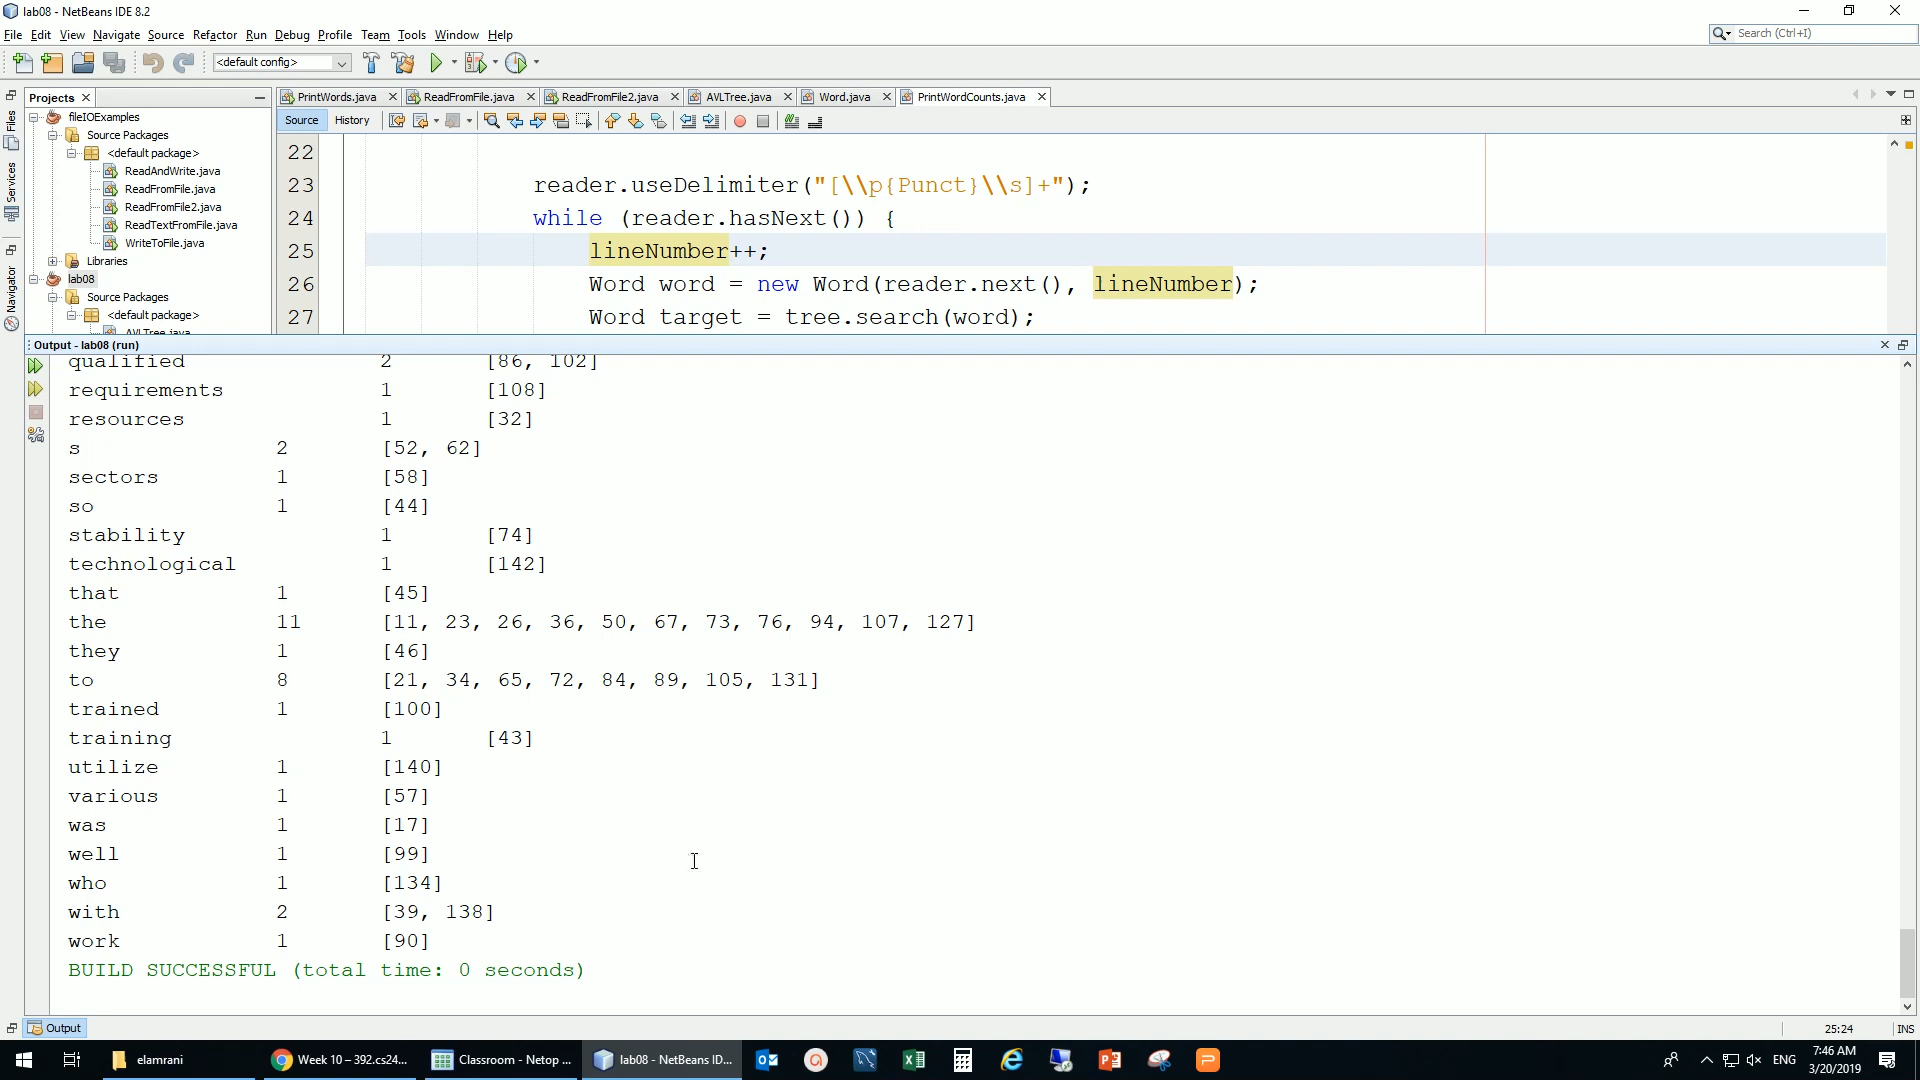 lab08 - NetBeans IDE 8.2
File Edit View Navigate Source Refactor Run Debug Profile Team Tools Window Help
Search (Ctrl+I)
<default config>
Projects
PrintWords.java ReadFromFile.java ReadFromFile2.java AVLTree.java Word.java PrintWordCounts.java
Files
Services
Navigator
fileIOExamples
Source Packages
<default package>
ReadAndWrite.java
ReadFromFile.java
ReadFromFile2.java
ReadTextFromFile.java
WriteToFile.java
Libraries
lab08
Source Packages
<default package>
AVLTree.java
Source History
22
23 reader.useDelimiter("[\\p{Punct}\\s]+");
24 while (reader.hasNext()) {
25 lineNumber++;
26 Word word = new Word(reader.next(), lineNumber);
27 Word target = tree.search(word);
Output - lab08 (run)
qualified 2 [86, 102]
requirements 1 [108]
resources 1 [32]
s 2 [52, 62]
sectors 1 [58]
so 1 [44]
stability 1 [74]
technological 1 [142]
that 1 [45]
the 11 [11, 23, 26, 36, 50, 67, 73, 76, 94, 107, 127]
they 1 [46]
to 8 [21, 34, 65, 72, 84, 89, 105, 131]
trained 1 [100]
training 1 [43]
utilize 1 [140]
various 1 [57]
was 1 [17]
well 1 [99]
who 1 [134]
with 2 [39, 138]
work 1 [90]
BUILD SUCCESSFUL (total time: 0 seconds)
Output
25:24 INS
elamrani
Week 10 – 392.cs24...
Classroom - Netop ...
lab08 - NetBeans ID...
ENG
7:46 AM
3/20/2019